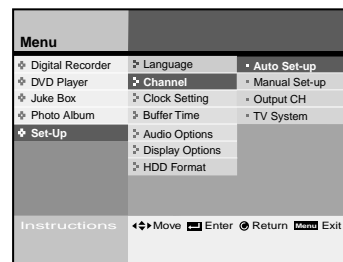 Menu
Digital Recorder
DVD Player
Juke Box
Photo Album
Set-Up
Language
Channel
Clock Setting
Buffer Time
Audio Options
Display Options
HDD Format
Auto Set-up
Manual Set-up
Output CH
TV System
Instructions
Move Enter Return Menu Exit